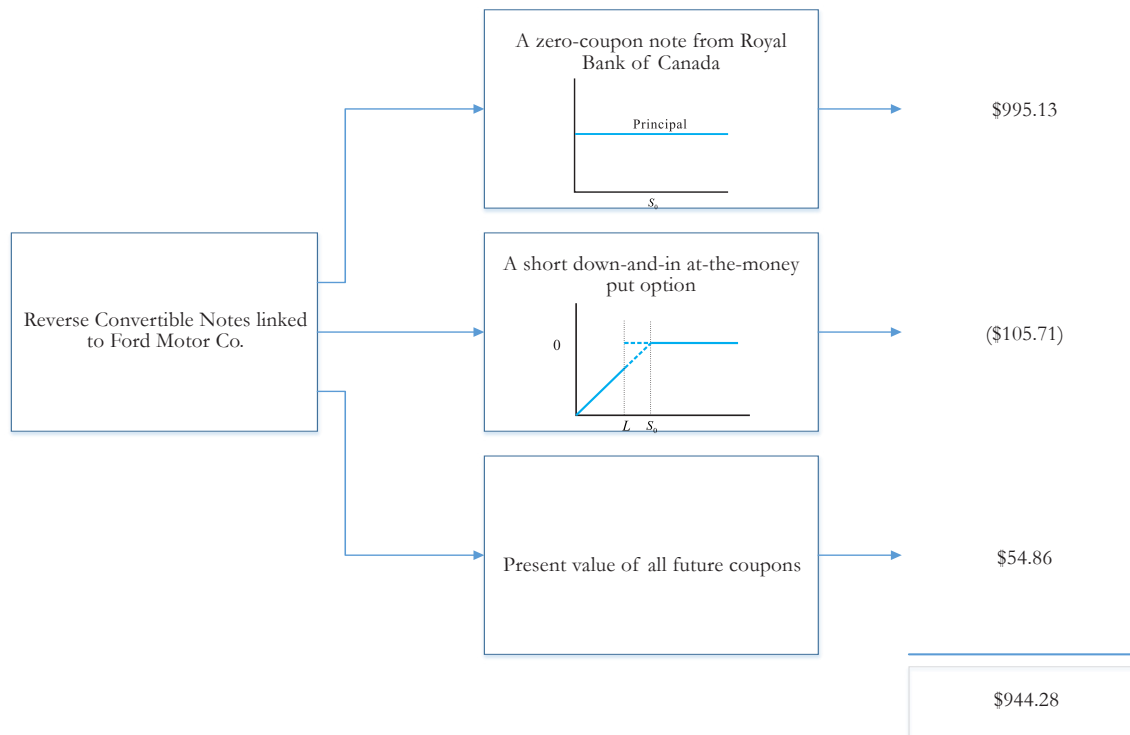 A zero-coupon note from Royal
Bank of Canada
Principal
S₀
$995.13
Reverse Convertible Notes linked
to Ford Motor Co.
A short down-and-in at-the-money
put option
0
L S₀
($105.71)
Present value of all future coupons
$54.86
$944.28